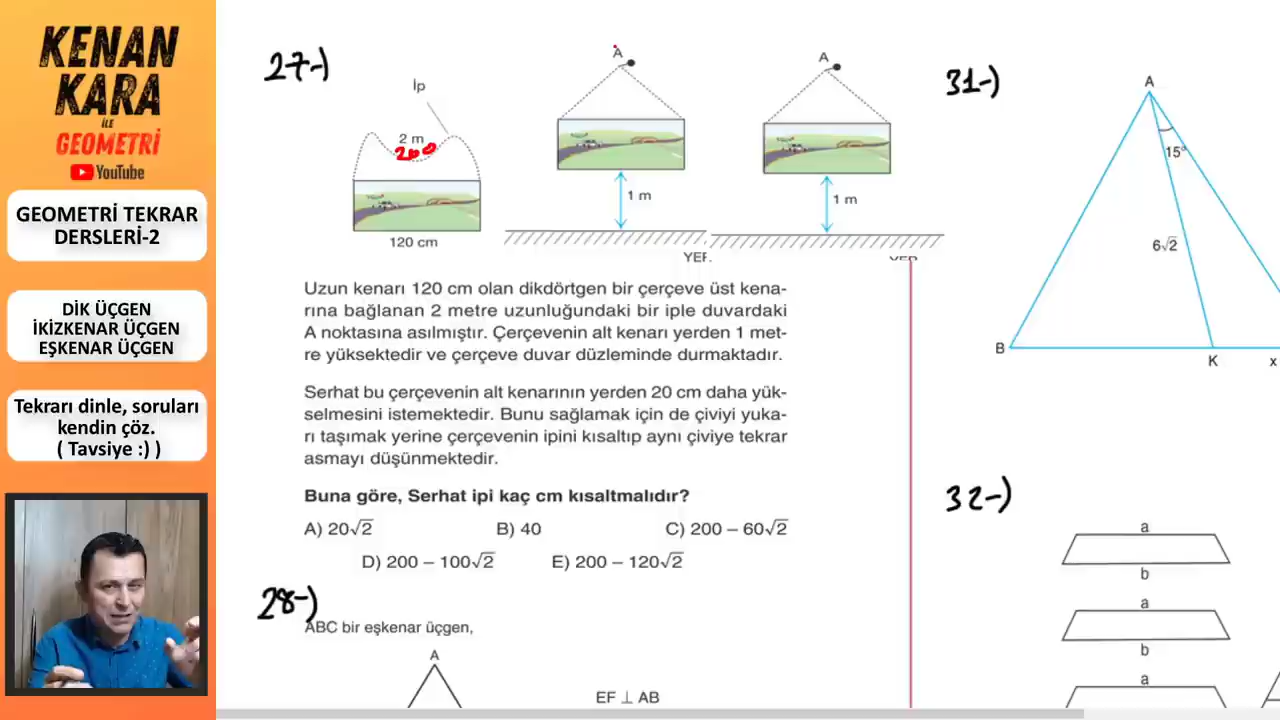 KENAN
KARA
İLE
GEOMETRİ
YouTube
GEOMETRİ TEKRAR
DERSLERİ-2
DİK ÜÇGEN
İKİZKENAR ÜÇGEN
EŞKENAR ÜÇGEN
Tekrarı dinle, soruları
kendin çöz.
( Tavsiye :) )
27-)
İp
2 m
200
120 cm
A
1 m
YER
A
1 m
YER
Uzun kenarı 120 cm olan dikdörtgen bir çerçeve üst kena-
rına bağlanan 2 metre uzunluğundaki bir iple duvardaki
A noktasına asılmıştır. Çerçevenin alt kenarı yerden 1 met-
re yüksektedir ve çerçeve duvar düzleminde durmaktadır.
Serhat bu çerçevenin alt kenarının yerden 20 cm daha yük-
selmesini istemektedir. Bunu sağlamak için de çiviyi yuka-
rı taşımak yerine çerçevenin ipini kısaltıp aynı çiviye tekrar
asmayı düşünmektedir.
Buna göre, Serhat ipi kaç cm kısaltmalıdır?
A) 20√2 B) 40 C) 200 – 60√2
D) 200 – 100√2 E) 200 – 120√2
28-)
ABC bir eşkenar üçgen,
A
EF ⊥ AB
31-)
A
15°
6√2
B
K
x
32-)
a
b
a
b
a